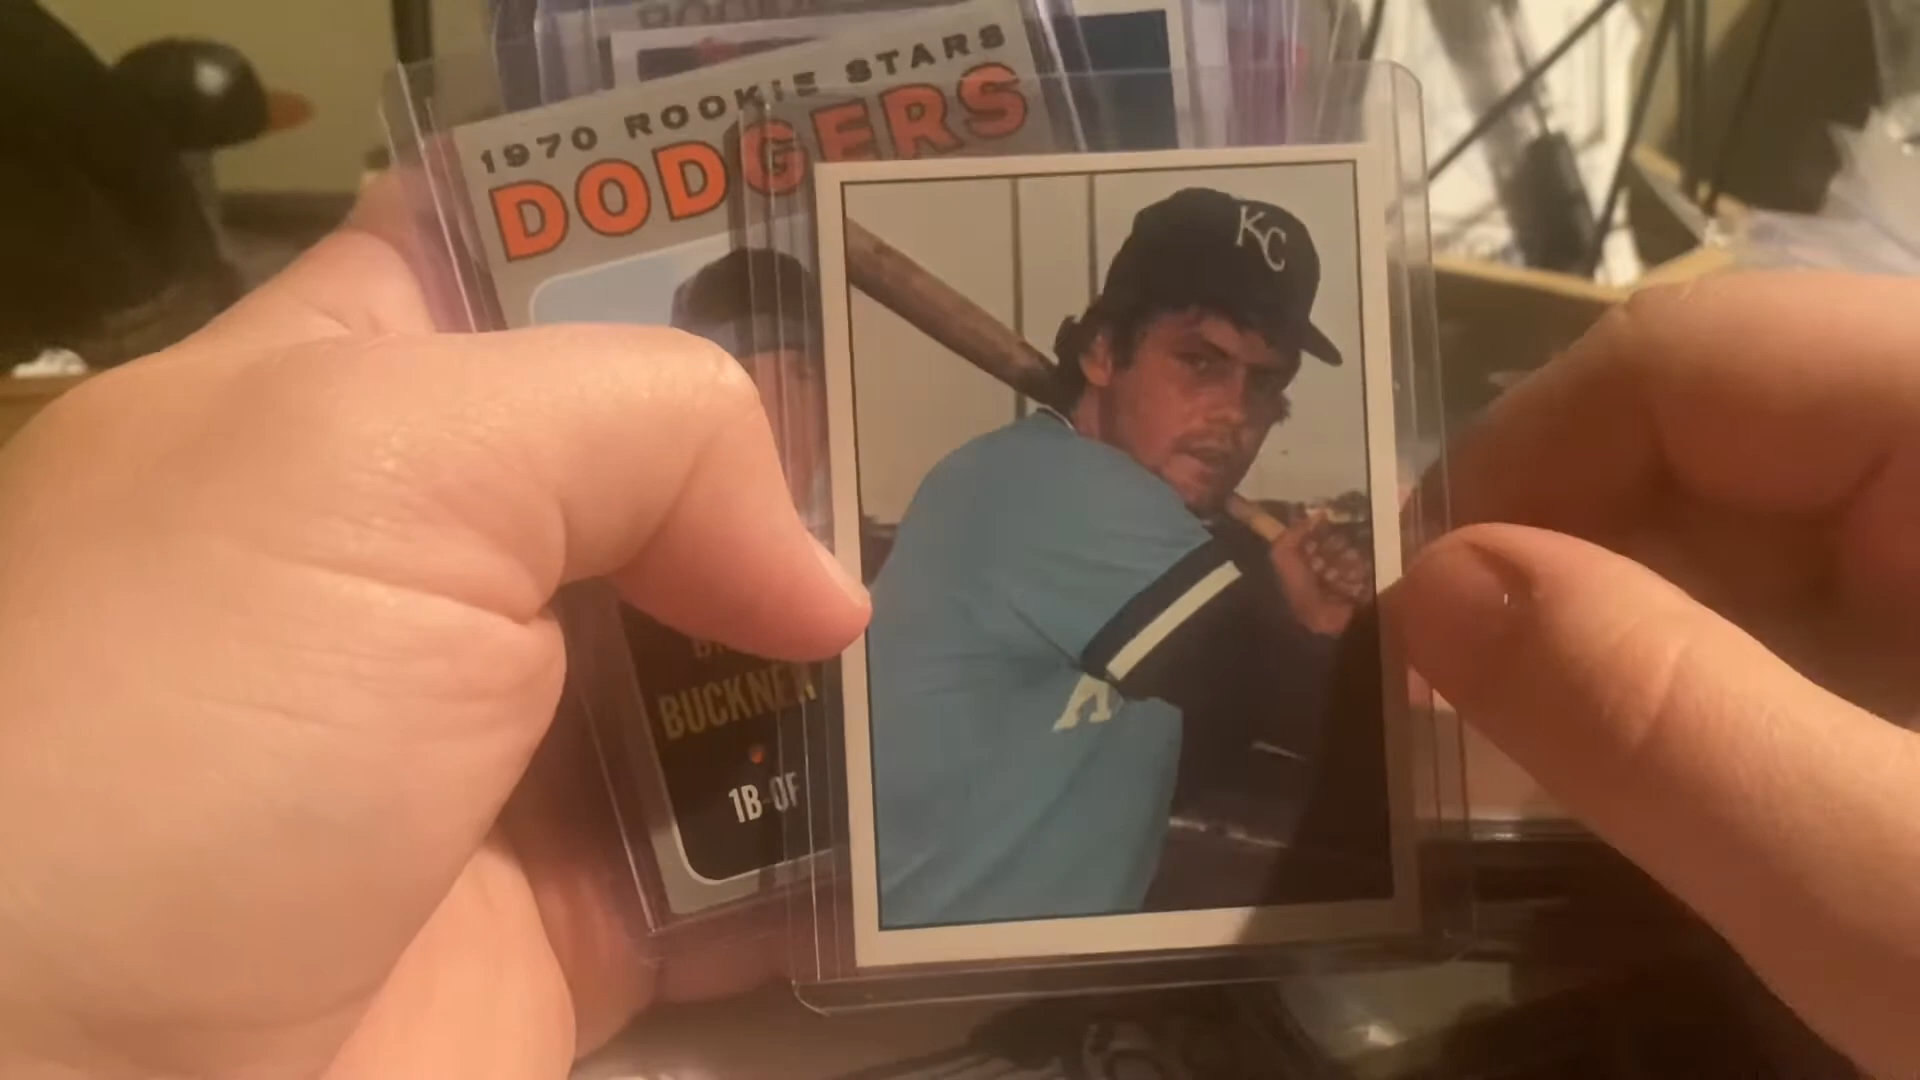 1970 ROOKIE STARS
DODGERS
KC
BUCKNER
1B-OF